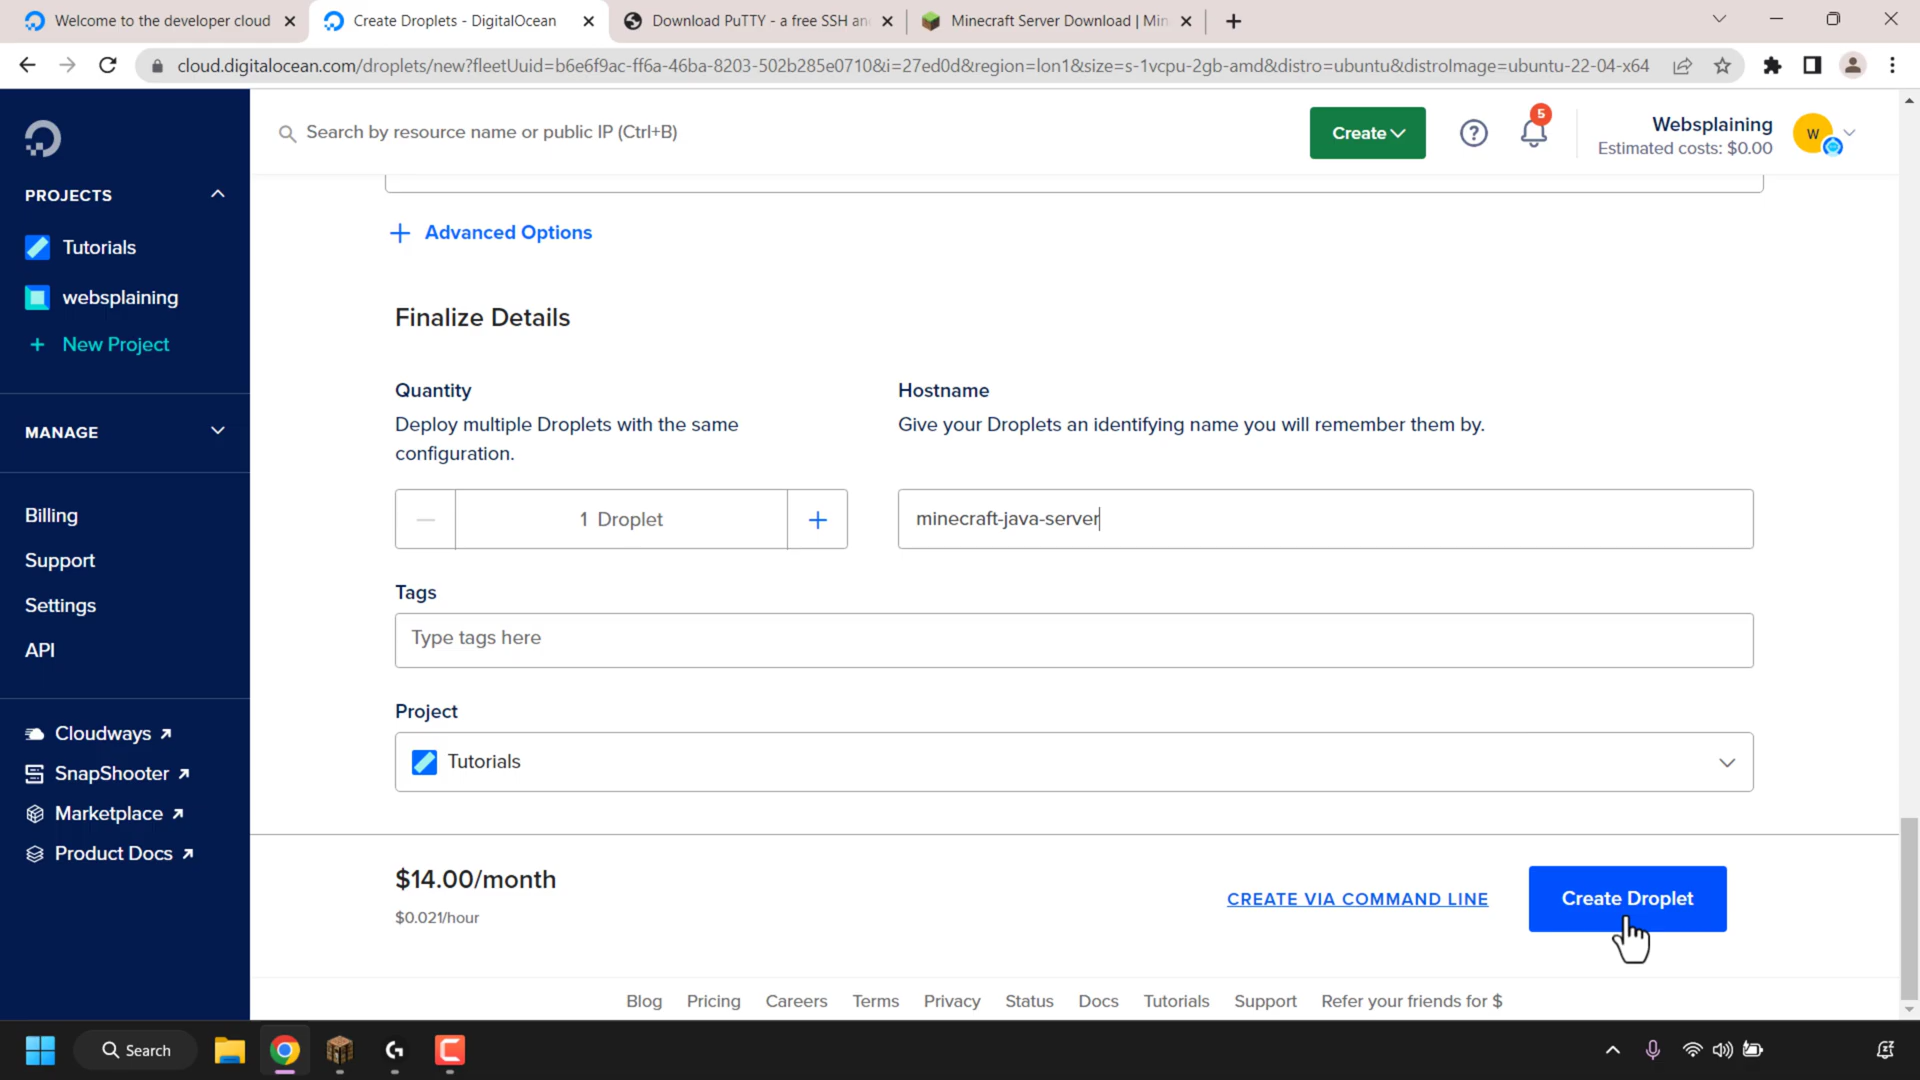 Welcome to the developer cloud
Create Droplets - DigitalOcean
Download PuTTY - a free SSH an
Minecraft Server Download | Min
cloud.digitalocean.com/droplets/new?fleetUuid=b6e6f9ac-ff6a-46ba-8203-502b285e0710&i=27ed0d&region=lon1&size=s-1vcpu-2gb-amd&distro=ubuntu&distroImage=ubuntu-22-04-x64
Search by resource name or public IP (Ctrl+B)
Create
?
5
Websplaining
Estimated costs: $0.00
W
PROJECTS
Tutorials
websplaining
+ New Project
MANAGE
Billing
Support
Settings
API
Cloudways
SnapShooter
Marketplace
Product Docs
+ Advanced Options
Finalize Details
Quantity
Deploy multiple Droplets with the same
configuration.
1 Droplet
Hostname
Give your Droplets an identifying name you will remember them by.
minecraft-java-server
Tags
Type tags here
Project
Tutorials
$14.00/month
$0.021/hour
CREATE VIA COMMAND LINE
Create Droplet
Blog Pricing Careers Terms Privacy Status Docs Tutorials Support Refer your friends for $
Search